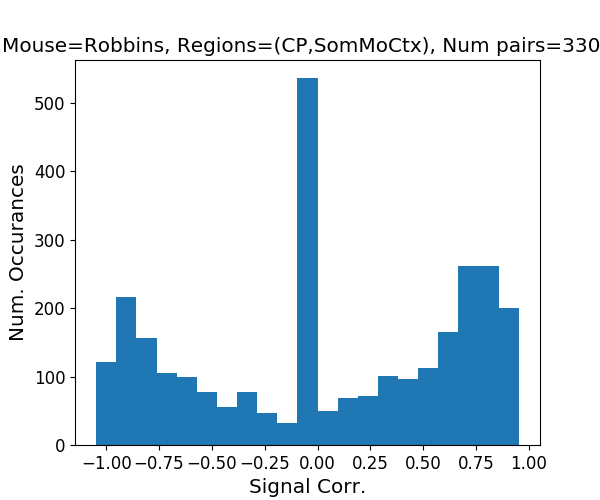 Mouse=Robbins, Regions=(CP,SomMoCtx), Num pairs=330
500
400
300
200
100
0
Num. Occurances
−1.00 −0.75 −0.50 −0.25 0.00 0.25 0.50 0.75 1.00
Signal Corr.